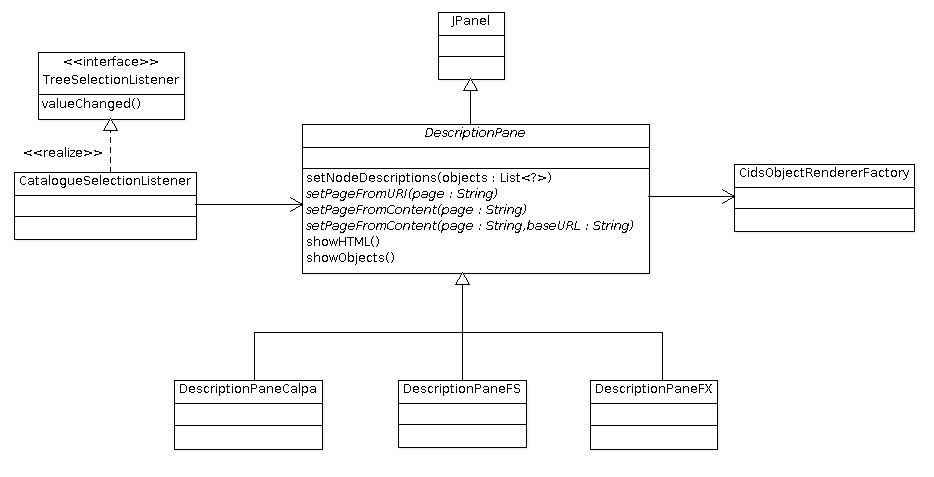 JPanel
<<interface>>
TreeSelectionListener
valueChanged()
<<realize>>
CatalogueSelectionListener
DescriptionPane
setNodeDescriptions(objects : List<?>)
setPageFromURI(page : String)
setPageFromContent(page : String)
setPageFromContent(page : String,baseURL : String)
showHTML()
showObjects()
CidsObjectRendererFactory
DescriptionPaneCalpa
DescriptionPaneFS
DescriptionPaneFX